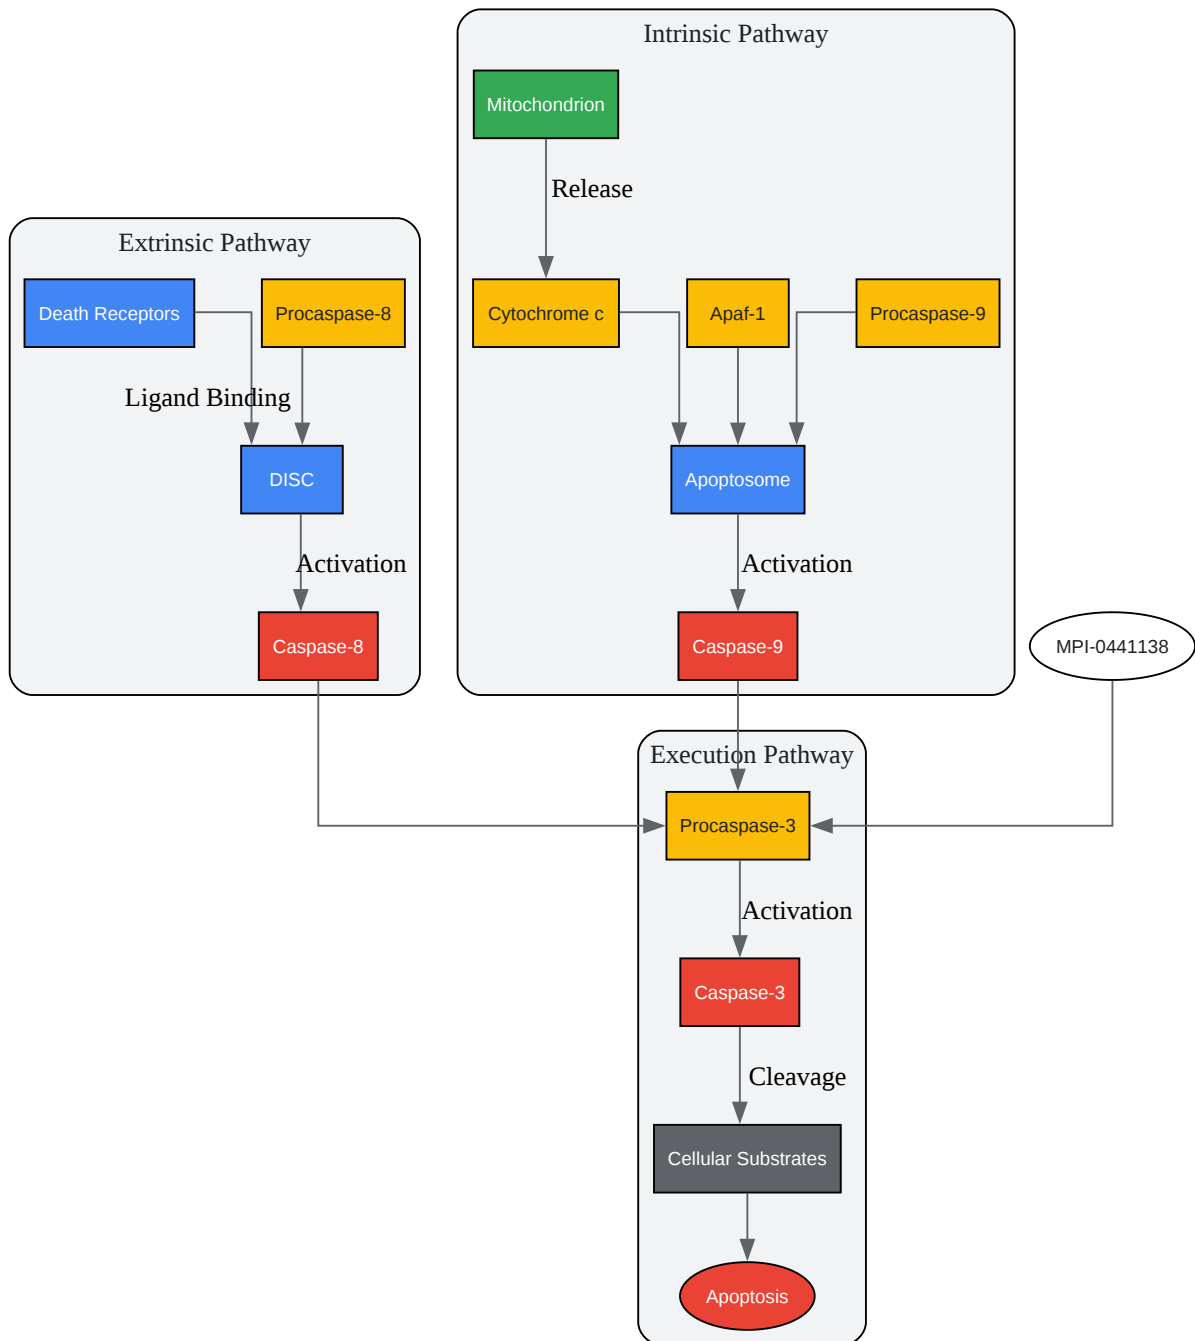 Intrinsic Pathway
Mitochondrion
Release
Extrinsic Pathway
Death Receptors
Procaspase-8
Cytochrome c
Apaf-1
Procaspase-9
Ligand Binding
DISC
Apoptosome
Activation
Activation
Caspase-8
Caspase-9
MPI-0441138
Execution Pathway
Procaspase-3
Activation
Caspase-3
Cleavage
Cellular Substrates
Apoptosis